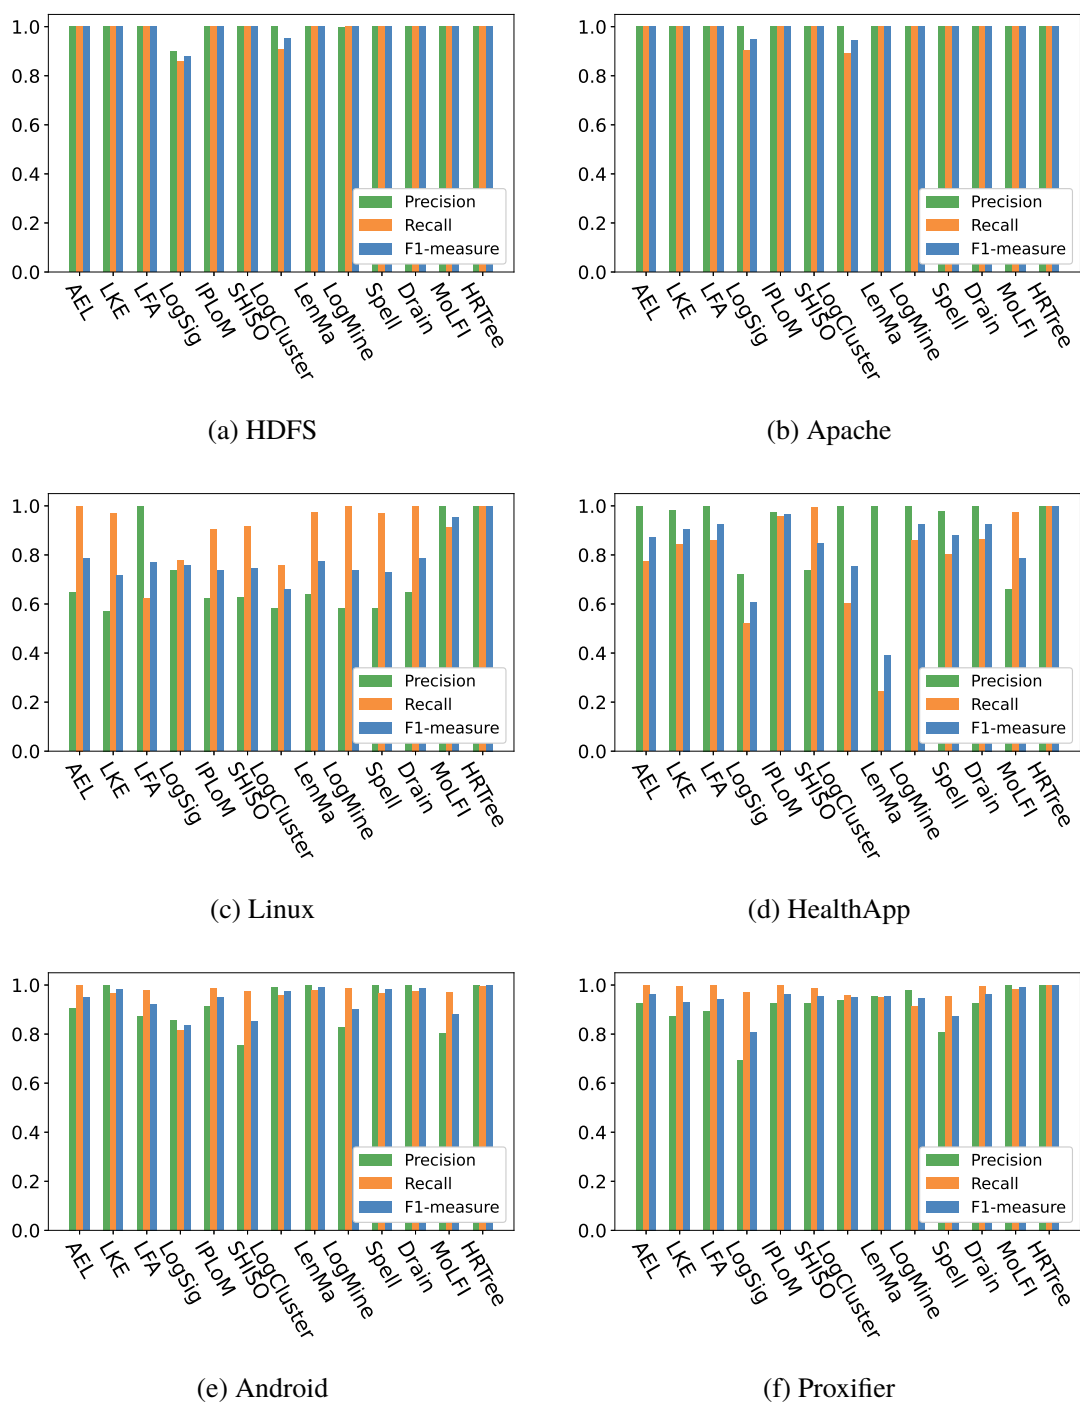 1.0
0.8
0.6
0.4
0.2
0.0
Precision
Recall
F1-measure
AEL
LKE
LFA
LogSig
IPLoM
SHISO
LogCluster
LenMa
LogMine
Spell
Drain
MoLFI
HRTree
(a) HDFS
1.0
0.8
0.6
0.4
0.2
0.0
Precision
Recall
F1-measure
AEL
LKE
LFA
LogSig
IPLoM
SHISO
LogCluster
LenMa
LogMine
Spell
Drain
MoLFI
HRTree
(b) Apache
1.0
0.8
0.6
0.4
0.2
0.0
Precision
Recall
F1-measure
AEL
LKE
LFA
LogSig
IPLoM
SHISO
LogCluster
LenMa
LogMine
Spell
Drain
MoLFI
HRTree
(c) Linux
1.0
0.8
0.6
0.4
0.2
0.0
Precision
Recall
F1-measure
AEL
LKE
LFA
LogSig
IPLoM
SHISO
LogCluster
LenMa
LogMine
Spell
Drain
MoLFI
HRTree
(d) HealthApp
1.0
0.8
0.6
0.4
0.2
0.0
Precision
Recall
F1-measure
AEL
LKE
LFA
LogSig
IPLoM
SHISO
LogCluster
LenMa
LogMine
Spell
Drain
MoLFI
HRTree
(e) Android
1.0
0.8
0.6
0.4
0.2
0.0
Precision
Recall
F1-measure
AEL
LKE
LFA
LogSig
IPLoM
SHISO
LogCluster
LenMa
LogMine
Spell
Drain
MoLFI
HRTree
(f) Proxifier